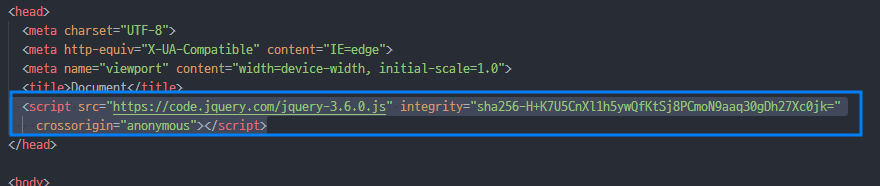 <head>
<meta charset="UTF-8">
<meta http-equiv="X-UA-Compatible" content="IE=edge">
<meta name="viewport" content="width=device-width, initial-scale=1.0">
<title>Document</title>
<script src="https://code.jquery.com/jquery-3.6.0.js" integrity="sha256-H+K7U5CnXl1h5ywQfKtSj8PCmoN9aaq30gDh27Xc0jk="
crossorigin="anonymous"></script>
</head>
<body>